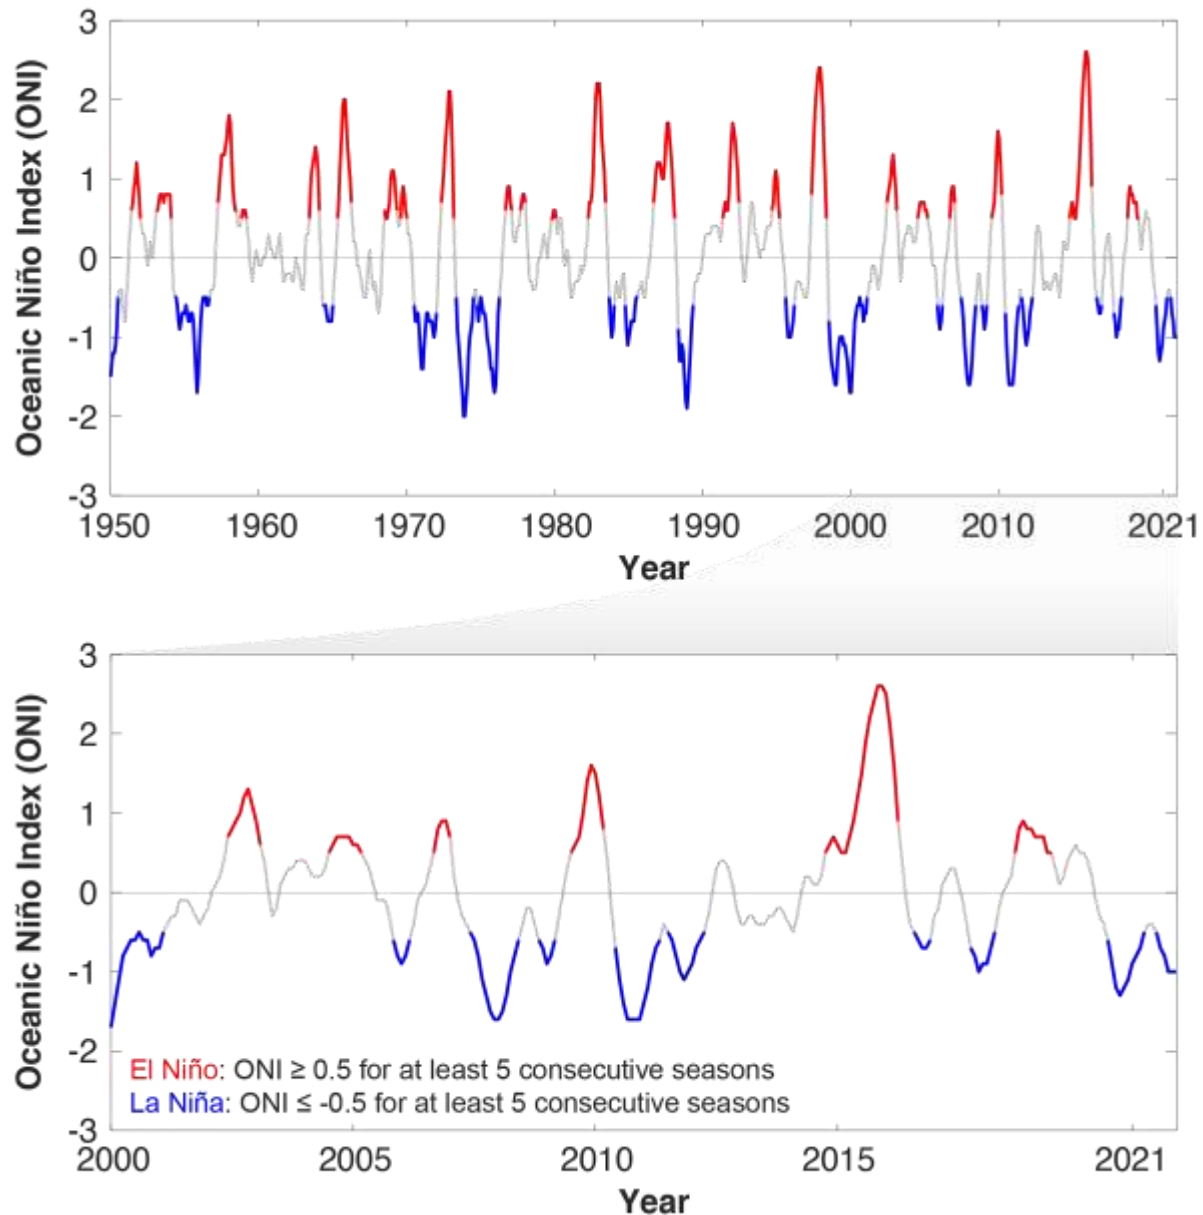 Oceanic Niño Index (ONI)
3
2
1
0
-1
-2
-3
1950 1960 1970 1980 1990 2000 2010 2021
Year
Oceanic Niño Index (ONI)
3
2
1
0
-1
-2
-3
El Niño: ONI ≥ 0.5 for at least 5 consecutive seasons
La Niña: ONI ≤ -0.5 for at least 5 consecutive seasons
2000 2005 2010 2015 2021
Year